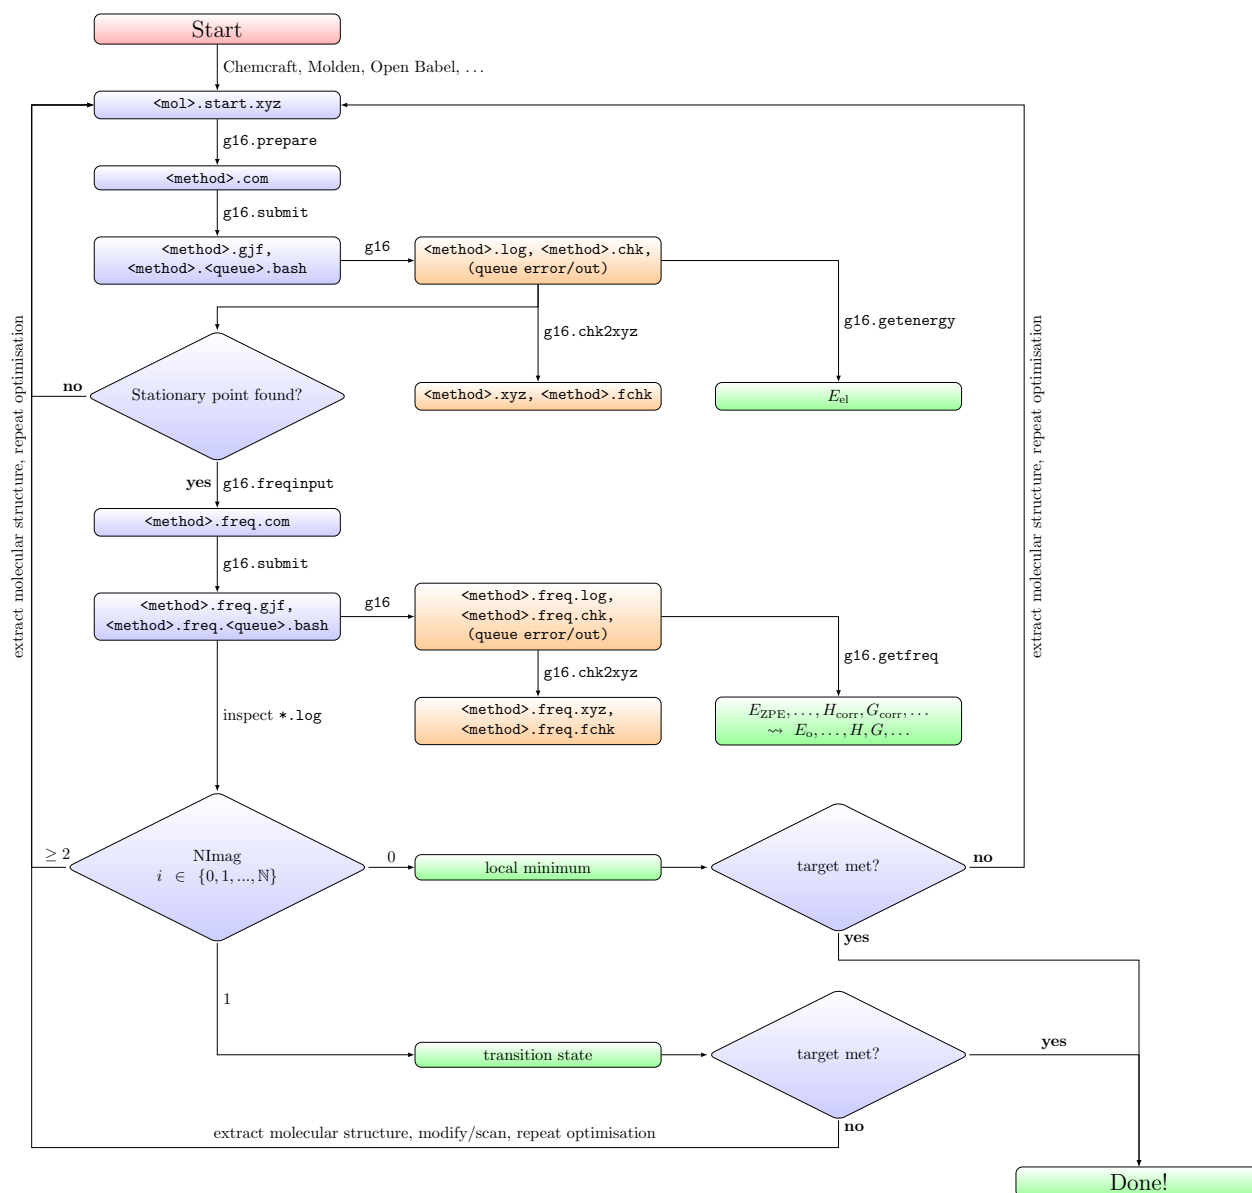 Start
Chemcraft, Molden, Open Babel, …
<mol>.start.xyz
g16.prepare
<method>.com
g16.submit
<method>.gjf,
<method>.<queue>.bash
g16
<method>.log, <method>.chk,
(queue error/out)
g16.chk2xyz
g16.getenergy
<method>.xyz, <method>.fchk
E_el
Stationary point found?
no
yes
g16.freqinput
<method>.freq.com
g16.submit
<method>.freq.gjf,
<method>.freq.<queue>.bash
g16
<method>.freq.log,
<method>.freq.chk,
(queue error/out)
g16.chk2xyz
g16.getfreq
<method>.freq.xyz,
<method>.freq.fchk
E_ZPE, …, H_corr, G_corr, …
⇝ E_o, …, H, G, …
inspect *.log
extract molecular structure, repeat optimisation
extract molecular structure, repeat optimisation
NImag
i ∈ {0, 1, ..., ℕ}
≥ 2
0
local minimum
target met?
no
yes
1
transition state
target met?
yes
no
extract molecular structure, modify/scan, repeat optimisation
Done!